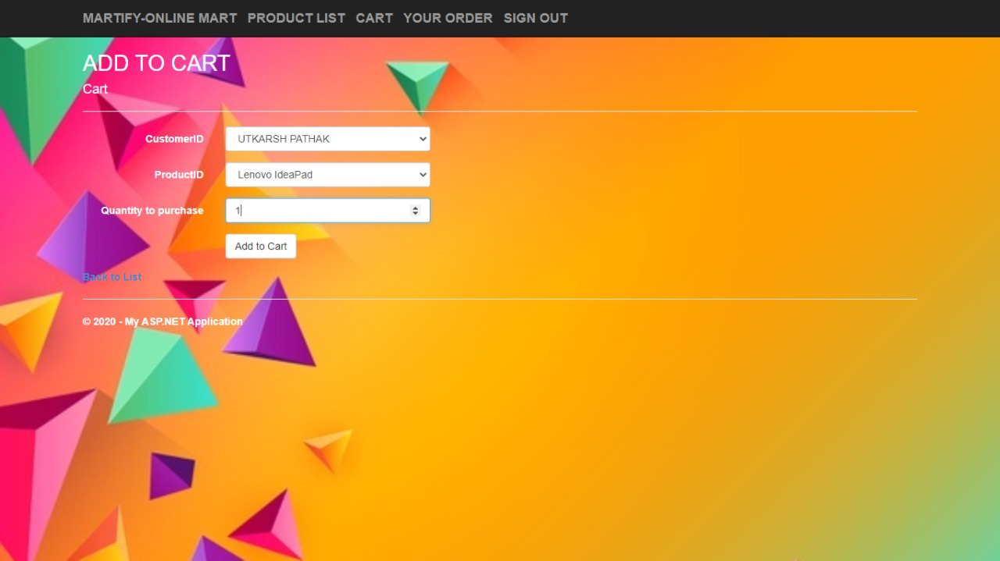 MARTIFY-ONLINE MART PRODUCT LIST CART YOUR ORDER SIGN OUT
ADD TO CART
Cart
CustomerID UTKARSH PATHAK
ProductID Lenovo IdeaPad
Quantity to purchase 1
Add to Cart
Back to List
© 2020 - My ASP.NET Application